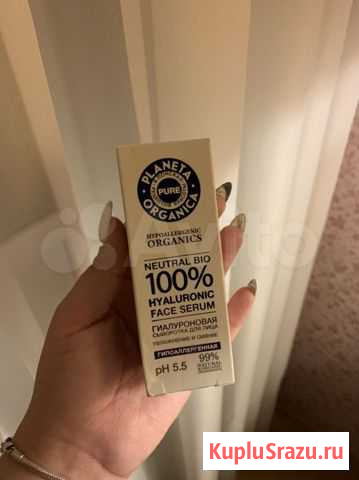 PLANETA
PURE
ORGANICA
HYPOALLERGENIC
ORGANICS
NEUTRAL BIO
100%
HYALURONIC
FACE SERUM
ГИАЛУРОНОВАЯ
СЫВОРОТКА ДЛЯ ЛИЦА
УВЛАЖНЕНИЕ И СИЯНИЕ
ГИПОАЛЛЕРГЕННАЯ
pH 5.5
99%
NATURAL
KupluSrazu.ru